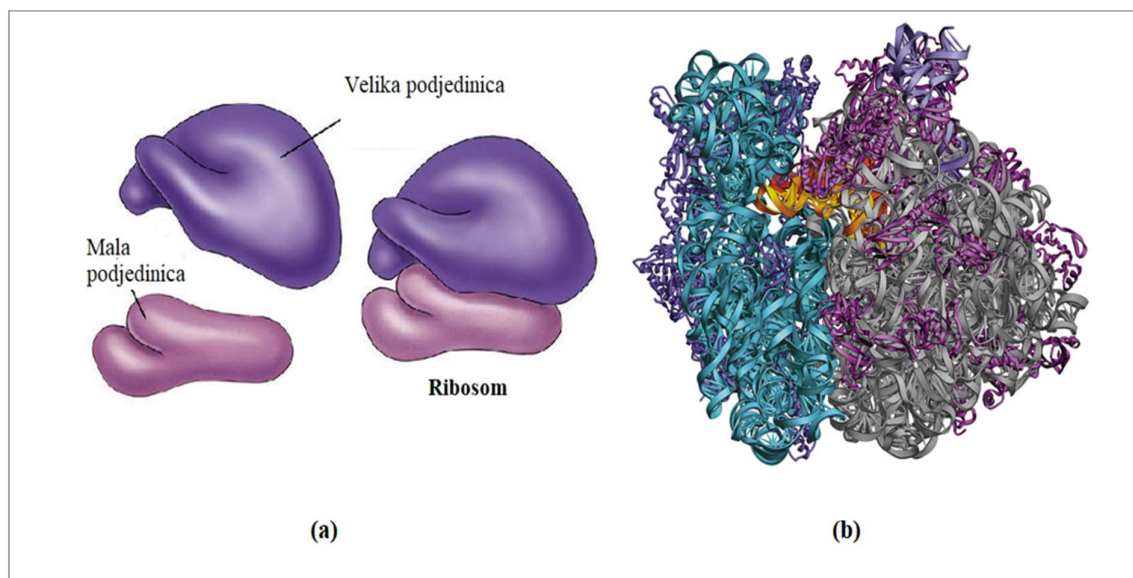 Velika podjedinica
Mala
podjedinica
Ribosom
(a)
(b)